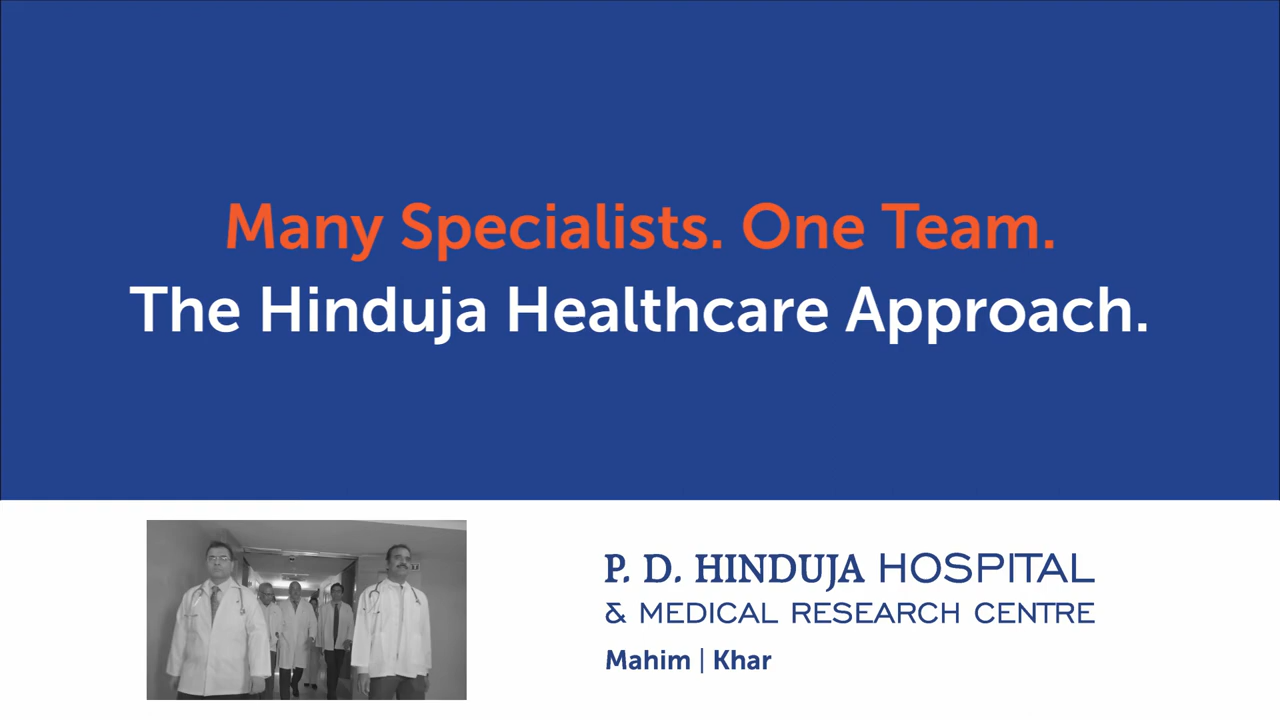 Many Specialists. One Team.
The Hinduja Healthcare Approach.
P. D. HINDUJA HOSPITAL
& MEDICAL RESEARCH CENTRE
Mahim | Khar